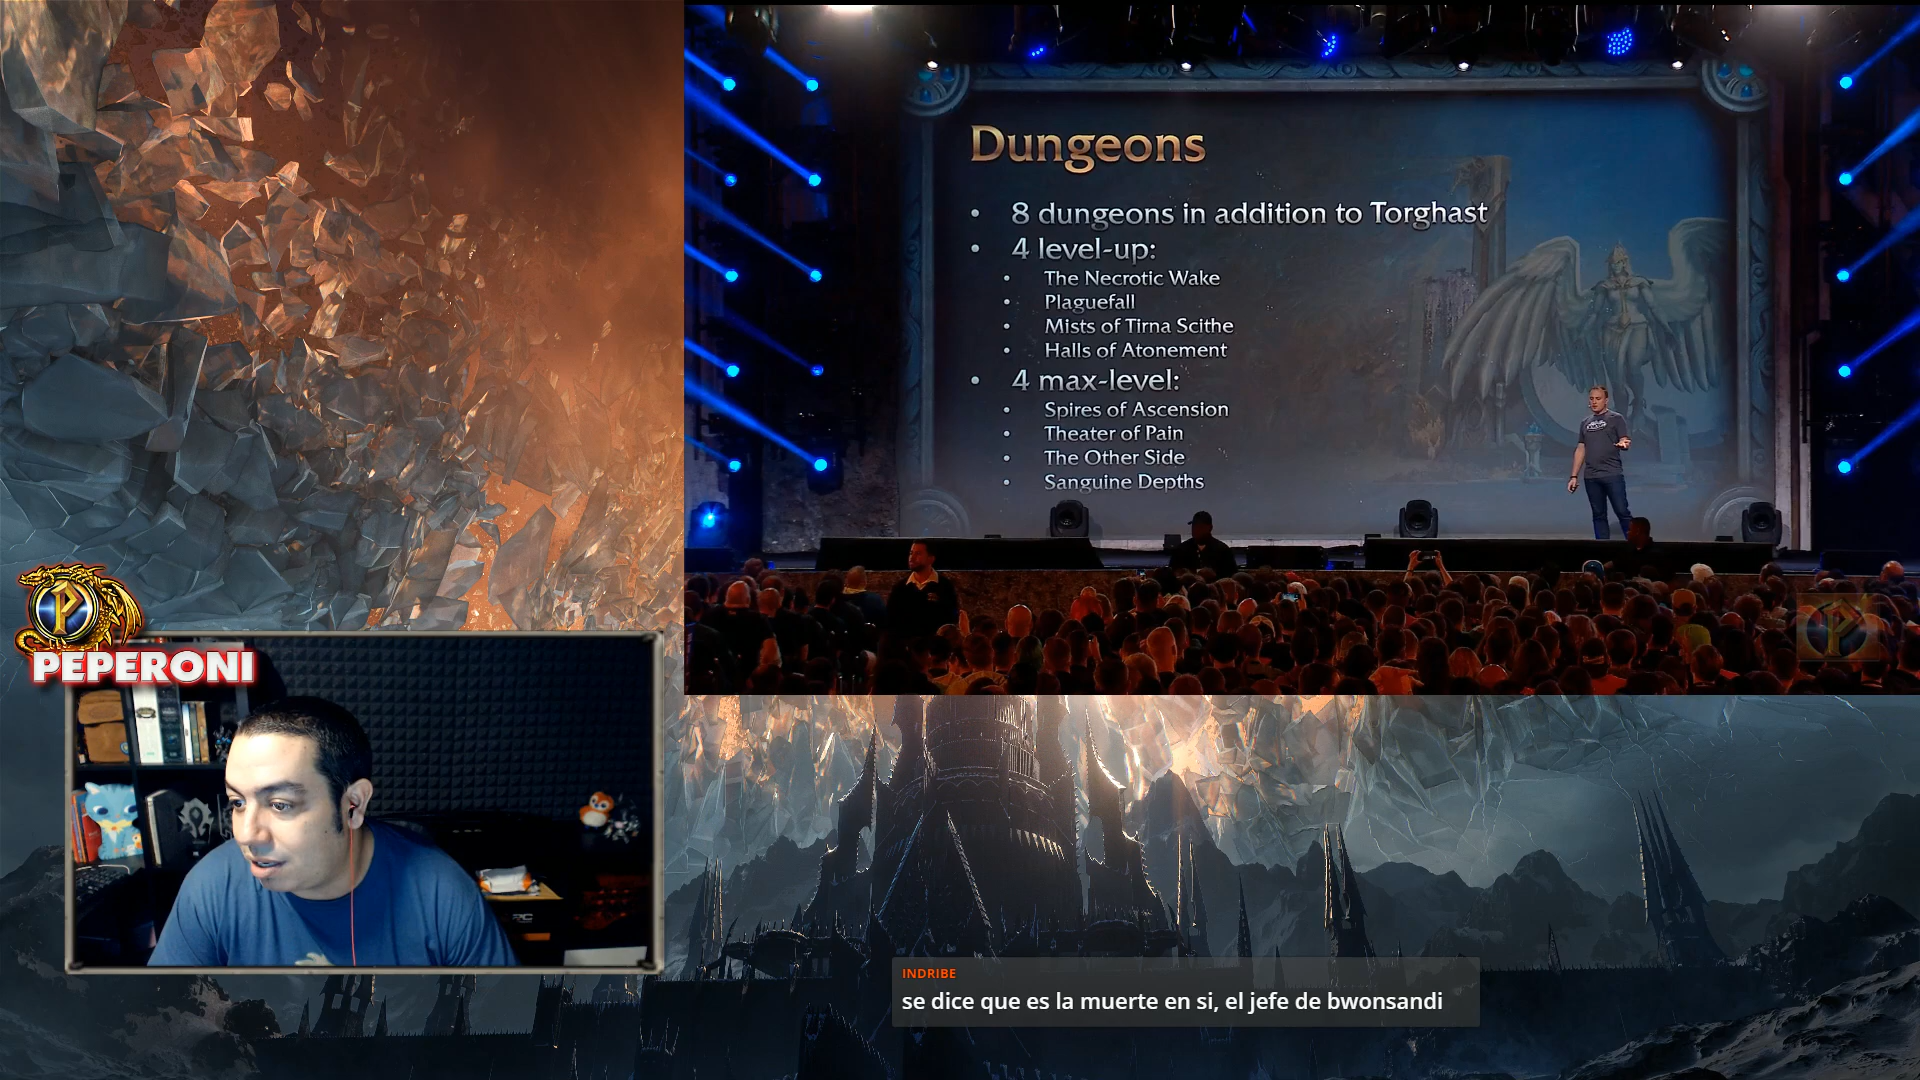 Dungeons
• 8 dungeons in addition to Torghast
• 4 level-up:
• The Necrotic Wake
• Plaguefall
• Mists of Tirna Scithe
• Halls of Atonement
• 4 max-level:
• Spires of Ascension
• Theater of Pain
• The Other Side
• Sanguine Depths
P
PEPERONI
INDRIBE
se dice que es la muerte en si, el jefe de bwonsandi